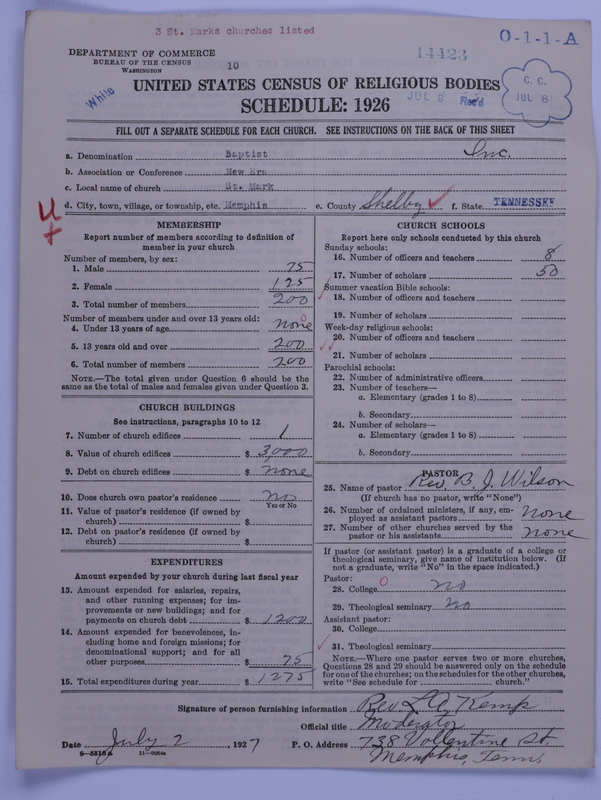 3 St. Marks churches listed
O-1-1-A
14423
DEPARTMENT OF COMMERCE
BUREAU OF THE CENSUS
WASHINGTON
10
White
UNITED STATES CENSUS OF RELIGIOUS BODIES
SCHEDULE: 1926
JUL 8 Rec'd
C. C.
JUL 8
FILL OUT A SEPARATE SCHEDULE FOR EACH CHURCH. SEE INSTRUCTIONS ON THE BACK OF THIS SHEET
a. Denomination Baptist Inc.
b. Association or Conference New Era
c. Local name of church St. Mark
d. City, town, village, or township, etc. Memphis e. County Shelby f. State TENNESSEE
U
MEMBERSHIP
Report number of members according to definition of
member in your church
Number of members, by sex:
1. Male 75
2. Female 125
3. Total number of members 200
Number of members under and over 13 years old:
4. Under 13 years of age none 0
5. 13 years old and over 200
6. Total number of members 200
NOTE.—The total given under Question 6 should be the
same as the total of males and females given under Question 3.
CHURCH BUILDINGS
See instructions, paragraphs 10 to 12
7. Number of church edifices 1
8. Value of church edifices $ 3,000
9. Debt on church edifices $ none
10. Does church own pastor's residence no
Yes or No
11. Value of pastor's residence (if owned by
church) $
12. Debt on pastor's residence (if owned by
church) $
EXPENDITURES
Amount expended by your church during last fiscal year
13. Amount expended for salaries, repairs,
and other running expenses; for im-
provements or new buildings; and for
payments on church debt $ 1200
14. Amount expended for benevolences, in-
cluding home and foreign missions; for
denominational support; and for all
other purposes $ 75
15. Total expenditures during year $ 1275
CHURCH SCHOOLS
Report here only schools conducted by this church
Sunday schools:
16. Number of officers and teachers 8
17. Number of scholars 50
Summer vacation Bible schools:
18. Number of officers and teachers
19. Number of scholars
Week-day religious schools:
20. Number of officers and teachers
21. Number of scholars
Parochial schools:
22. Number of administrative officers
23. Number of teachers—
a. Elementary (grades 1 to 8)
b. Secondary
24. Number of scholars—
a. Elementary (grades 1 to 8)
b. Secondary
PASTOR
25. Name of pastor Rev. B. J. Wilson
(If church has no pastor, write "None")
26. Number of ordained ministers, if any, em-
ployed as assistant pastors none
27. Number of other churches served by the
pastor or his assistants none
If pastor (or assistant pastor) is a graduate of a college or
theological seminary, give name of institution below. (If
not a graduate, write "No" in the space indicated.)
Pastor:
28. College 0 no
29. Theological seminary no
Assistant pastor:
30. College
31. Theological seminary
NOTE.—Where one pastor serves two or more churches,
Questions 28 and 29 should be answered only on the schedule
for one of the churches; on the schedules for the other churches,
write "See schedule for church."
Signature of person furnishing information Rev. L. A. Kemp
Official title Moderator
Date July 2, 1927 P. O. Address 738 Vollentine St.
8—5515a 11—9264a Memphis, Tenn.